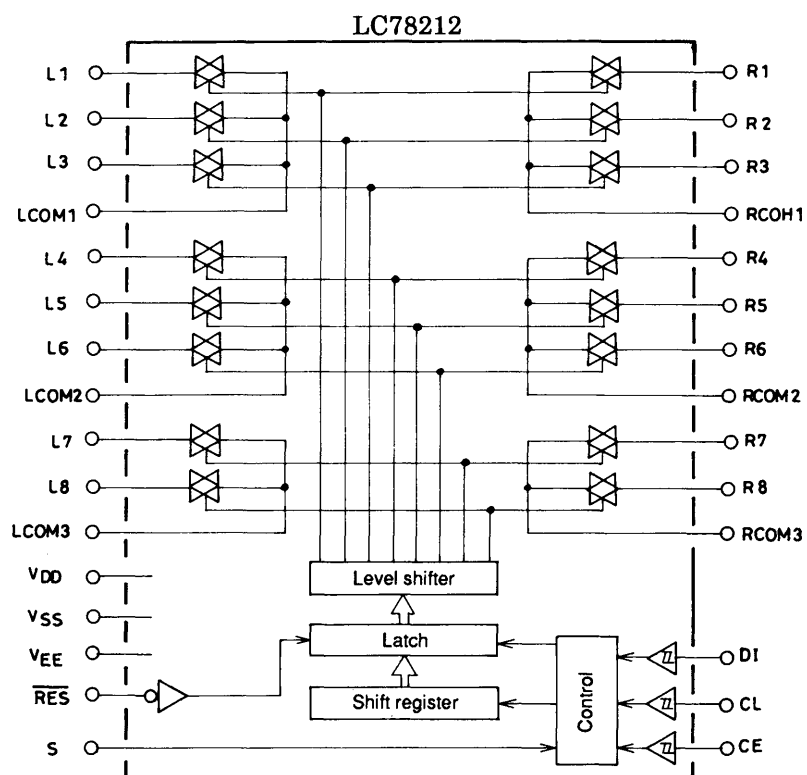 LC78212
L1
R1
L2
R2
L3
R3
LCOM1
RCOH1
L4
R4
L5
R5
L6
R6
LCOM2
RCOM2
L7
R7
L8
R8
LCOM3
RCOM3
VDD
Level shifter
VSS
Latch
VEE
DI
RES
Shift register
Control
CL
S
CE